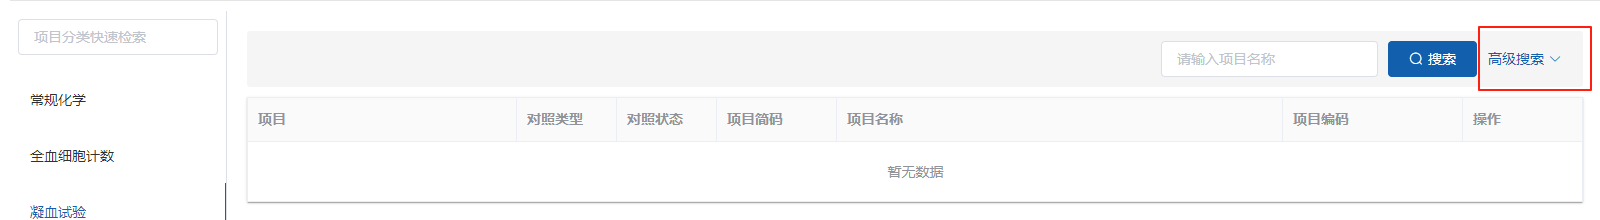 项目分类快速检索
请输入项目名称 搜索 高级搜索
常规化学
项目 对照类型 对照状态 项目简码 项目名称 项目编码 操作
全血细胞计数
暂无数据
凝血试验